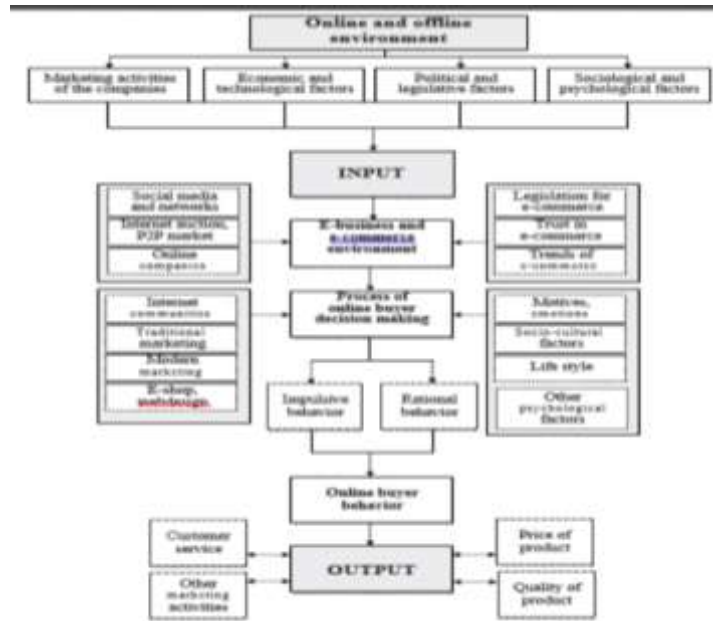 Online and offline
environment
Marketing activities
of the companies
Economic and
technological factors
Political and
legislative factors
Sociological and
psychological factors
INPUT
Social media
and networks
Internet auction,
P2P market
Online
companies
E-business and
e-commerce
environment
Legislation for
e-commerce
Trust in
e-commerce
Trends of
e-commerce
Internet
communities
Traditional
marketing
Modern
marketing
E-shop,
webdesign,
Process of
online buyer
decision making
Motives,
emotions
Socio-cultural
factors
Life style
Other
psychological
factors
Impulsive
behavior
Rational
behavior
Online buyer
behavior
Customer
service
Other
marketing
activities
OUTPUT
Price of
product
Quality of
product